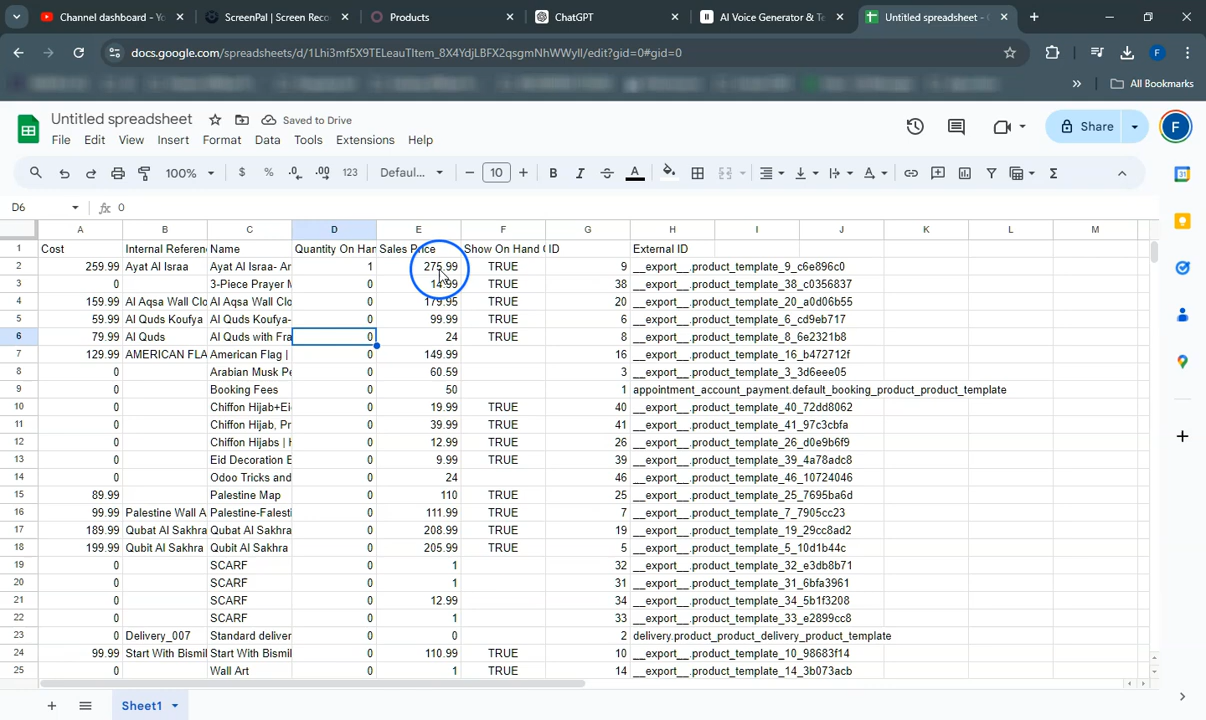 Channel dashboard - Yo
ScreenPal | Screen Reco
Products
ChatGPT
AI Voice Generator & Te
Untitled spreadsheet - G
docs.google.com/spreadsheets/d/1Lhi3mf5X9TELeauTItem_8X4YdjLBFX2qsgmNhWWyII/edit?gid=0#gid=0
F
All Bookmarks
Untitled spreadsheet
Saved to Drive
File Edit View Insert Format Data Tools Extensions Help
Share
F
100% $ % .0 .00 123 Defaul... 10 B I A
D6 fx 0
A B C D E F G H I J K L M
1 Cost Internal Referen Name Quantity On Han Sales Price Show On Hand Q ID External ID
2 259.99 Ayat Al Israa Ayat Al Israa- Ar 1 275.99 TRUE 9 __export__.product_template_9_c6e896c0
3 0 3-Piece Prayer M 0 14.99 TRUE 38 __export__.product_template_38_c0356837
4 159.99 Al Aqsa Wall Clo Al Aqsa Wall Clo 0 179.95 TRUE 20 __export__.product_template_20_a0d06b55
5 59.99 Al Quds Koufya Al Quds Koufya- 0 99.99 TRUE 6 __export__.product_template_6_cd9eb717
6 79.99 Al Quds Al Quds with Fra 0 24 TRUE 8 __export__.product_template_8_6e2321b8
7 129.99 AMERICAN FLA American Flag | 0 149.99 16 __export__.product_template_16_b472712f
8 0 Arabian Musk Pe 0 60.59 3 __export__.product_template_3_3d6eee05
9 0 Booking Fees 0 50 1 appointment_account_payment.default_booking_product_product_template
10 0 Chiffon Hijab+Ei 0 19.99 TRUE 40 __export__.product_template_40_72dd8062
11 0 Chiffon Hijab, Pr 0 39.99 TRUE 41 __export__.product_template_41_97c3cbfa
12 0 Chiffon Hijabs | H 0 12.99 TRUE 26 __export__.product_template_26_d0e9b6f9
13 0 Eid Decoration B 0 9.99 TRUE 39 __export__.product_template_39_4a78adc8
14 0 Odoo Tricks and 0 24 46 __export__.product_template_46_10724046
15 89.99 Palestine Map 0 110 TRUE 25 __export__.product_template_25_7695ba6d
16 99.99 Palestine Wall A Palestine-Falesti 0 111.99 TRUE 7 __export__.product_template_7_7905cc23
17 189.99 Qubat Al Sakhra Qubat Al Sakhra 0 208.99 TRUE 19 __export__.product_template_19_29cc8ad2
18 199.99 Qubit Al Sakhra Qubit Al Sakhra 0 205.99 TRUE 5 __export__.product_template_5_10d1b44c
19 0 SCARF 0 1 32 __export__.product_template_32_e3db8b71
20 0 SCARF 0 1 31 __export__.product_template_31_6bfa3961
21 0 SCARF 0 12.99 34 __export__.product_template_34_5b1f3208
22 0 SCARF 0 1 33 __export__.product_template_33_e2899cc8
23 0 Delivery_007 Standard deliver 0 0 2 delivery.product_product_delivery_product_template
24 99.99 Start With Bismil Start With Bismil 0 110.99 TRUE 10 __export__.product_template_10_98683f14
25 0 Wall Art 0 1 14 __export__.product_template_14_3b073acb
Sheet1